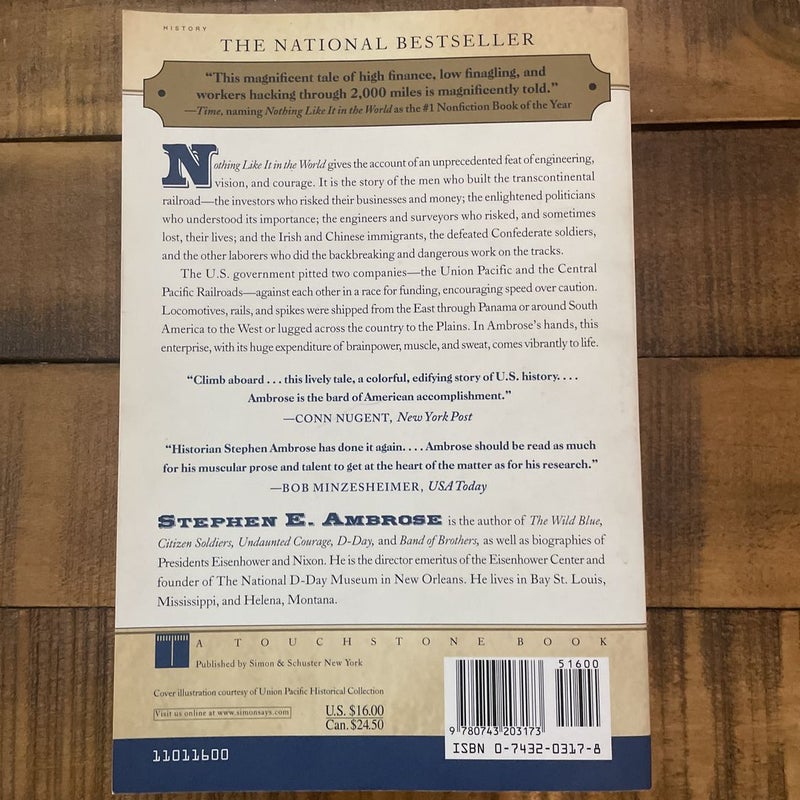 HISTORY
THE NATIONAL BESTSELLER
“This magnificent tale of high finance, low finagling, and
workers hacking through 2,000 miles is magnificently told.”
—Time, naming Nothing Like It in the World as the #1 Nonfiction Book of the Year
Nothing Like It in the World gives the account of an unprecedented feat of engineering,
vision, and courage. It is the story of the men who built the transcontinental
railroad—the investors who risked their businesses and money; the enlightened politicians
who understood its importance; the engineers and surveyors who risked, and sometimes
lost, their lives; and the Irish and Chinese immigrants, the defeated Confederate soldiers,
and the other laborers who did the backbreaking and dangerous work on the tracks.
The U.S. government pitted two companies—the Union Pacific and the Central
Pacific Railroads—against each other in a race for funding, encouraging speed over caution.
Locomotives, rails, and spikes were shipped from the East through Panama or around South
America to the West or lugged across the country to the Plains. In Ambrose’s hands, this
enterprise, with its huge expenditure of brainpower, muscle, and sweat, comes vibrantly to life.
“Climb aboard . . . this lively tale, a colorful, edifying story of U.S. history. . . .
Ambrose is the bard of American accomplishment.”
—CONN NUGENT, New York Post
“Historian Stephen Ambrose has done it again. . . . Ambrose should be read as much
for his muscular prose and talent to get at the heart of the matter as for his research.”
—BOB MINZESHEIMER, USA Today
STEPHEN E. AMBROSE is the author of The Wild Blue,
Citizen Soldiers, Undaunted Courage, D-Day, and Band of Brothers, as well as biographies of
Presidents Eisenhower and Nixon. He is the director emeritus of the Eisenhower Center and
founder of The National D-Day Museum in New Orleans. He lives in Bay St. Louis,
Mississippi, and Helena, Montana.
A TOUCHSTONE BOOK
Published by Simon & Schuster New York
Cover illustration courtesy of Union Pacific Historical Collection
Visit us online at www.simonsays.com
U.S. $16.00
Can. $24.50
51600
9 780743 203173
ISBN 0-7432-0317-8
11011600